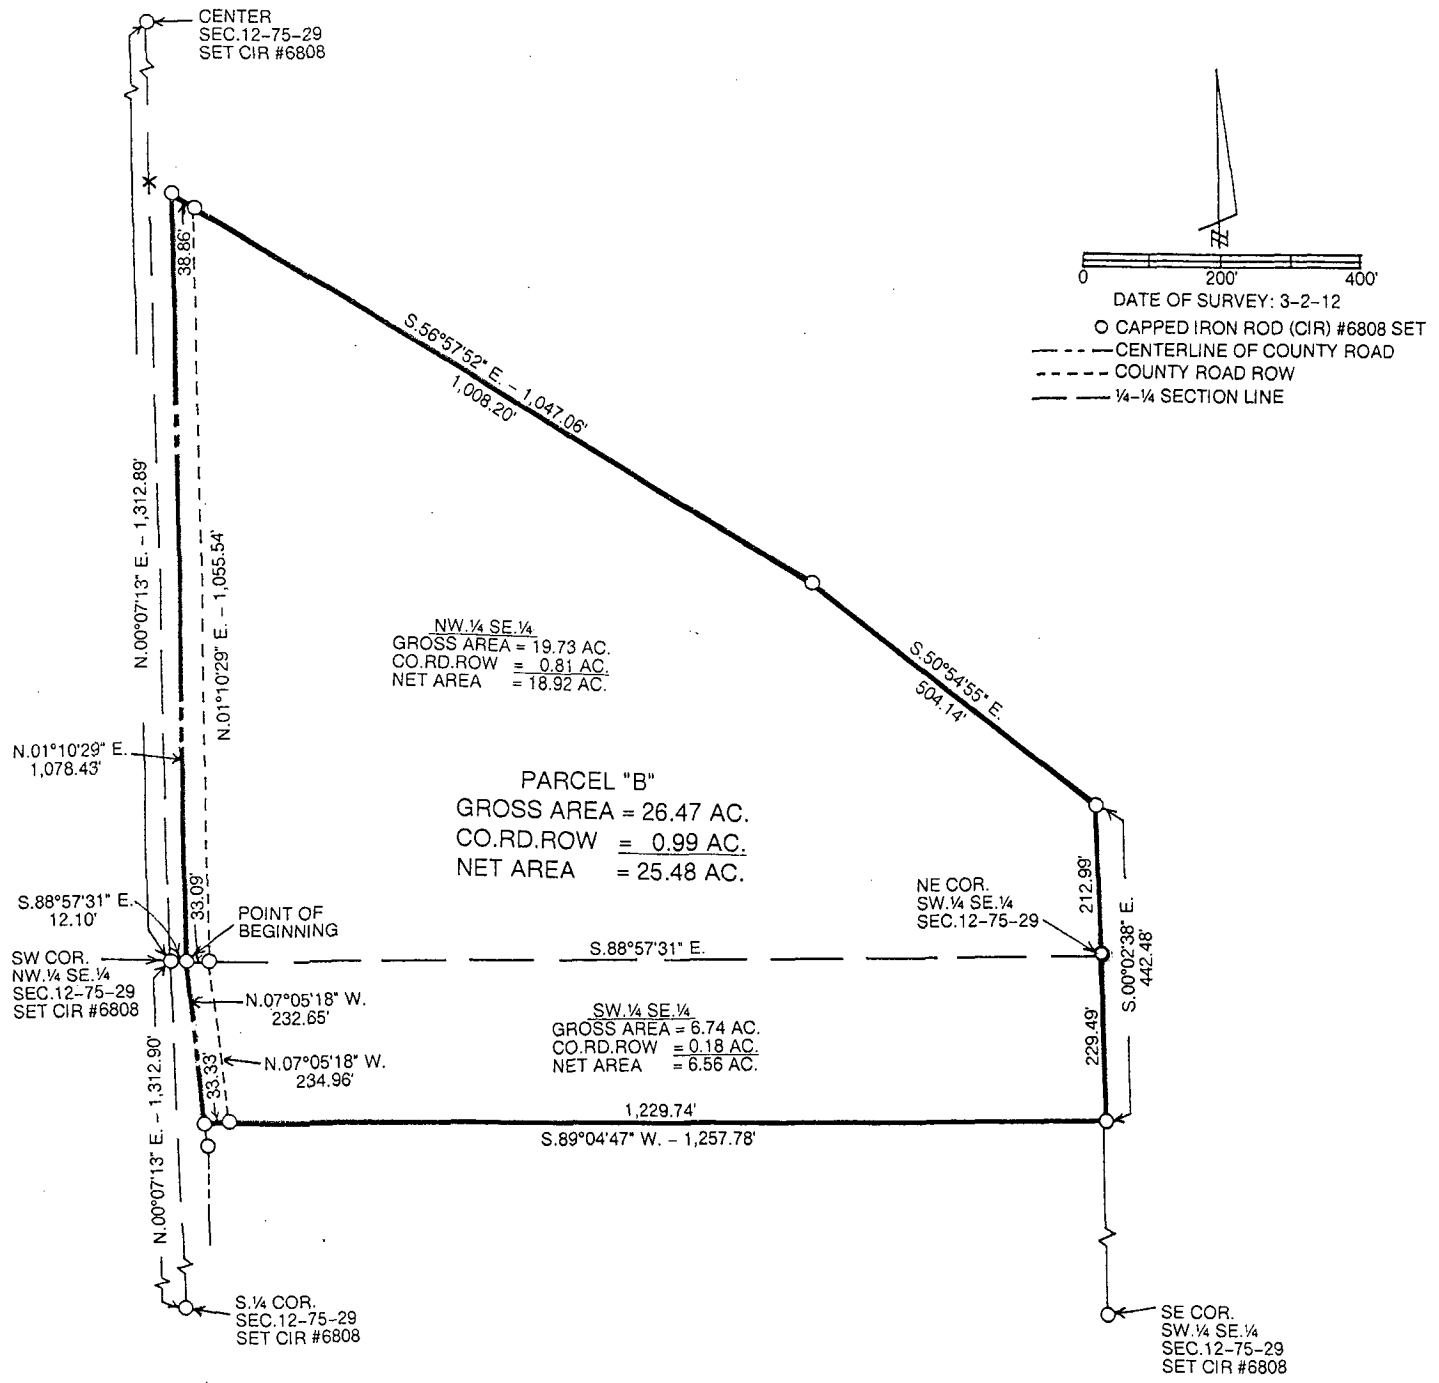 CENTER
SEC.12-75-29
SET CIR #6808
0 200' 400'
DATE OF SURVEY: 3-2-12
O CAPPED IRON ROD (CIR) #6808 SET
CENTERLINE OF COUNTY ROAD
COUNTY ROAD ROW
¼-¼ SECTION LINE
38.86'
S.56°57'52" E. - 1,047.06'
1,008.20'
N.00°07'13" E. - 1,312.89'
N.01°10'29" E. - 1,055.54'
NW.¼ SE.¼
GROSS AREA = 19.73 AC.
CO.RD.ROW = 0.81 AC.
NET AREA = 18.92 AC.
S.50°54'55" E.
504.14'
N.01°10'29" E.
1,078.43'
PARCEL "B"
GROSS AREA = 26.47 AC.
CO.RD.ROW = 0.99 AC.
NET AREA = 25.48 AC.
S.88°57'31" E.
12.10'
33.09'
POINT OF
BEGINNING
NE COR.
SW.¼ SE.¼
SEC.12-75-29
212.99'
S.00°02'38" E.
442.48'
SW COR.
NW.¼ SE.¼
SEC.12-75-29
SET CIR #6808
S.88°57'31" E.
N.07°05'18" W.
232.65'
SW.¼ SE.¼
GROSS AREA = 6.74 AC.
CO.RD.ROW = 0.18 AC.
NET AREA = 6.56 AC.
229.49'
33.33'
N.07°05'18" W.
234.96'
1,229.74'
S.89°04'47" W. - 1,257.78'
N.00°07'13" E. - 1,312.90'
S.¼ COR.
SEC.12-75-29
SET CIR #6808
SE COR.
SW.¼ SE.¼
SEC.12-75-29
SET CIR #6808